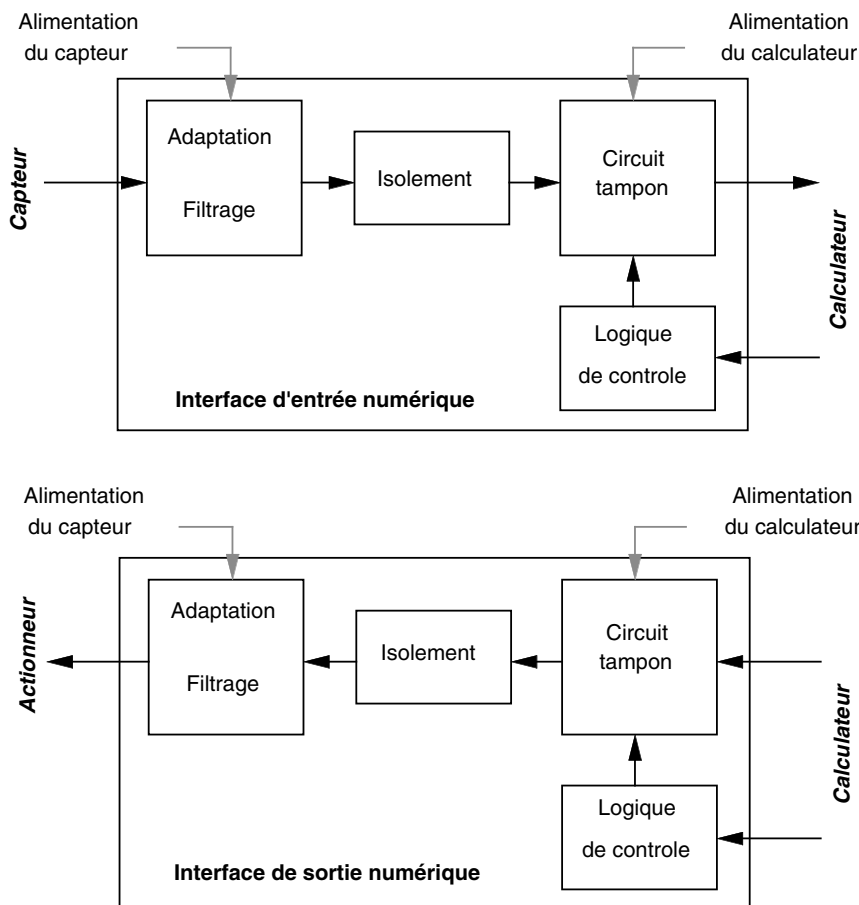 Alimentation
du capteur
Alimentation
du calculateur
Capteur
Adaptation
Filtrage
Isolement
Circuit
tampon
Calculateur
Logique
de controle
Interface d'entrée numérique
Alimentation
du capteur
Alimentation
du calculateur
Actionneur
Adaptation
Filtrage
Isolement
Circuit
tampon
Calculateur
Logique
de controle
Interface de sortie numérique